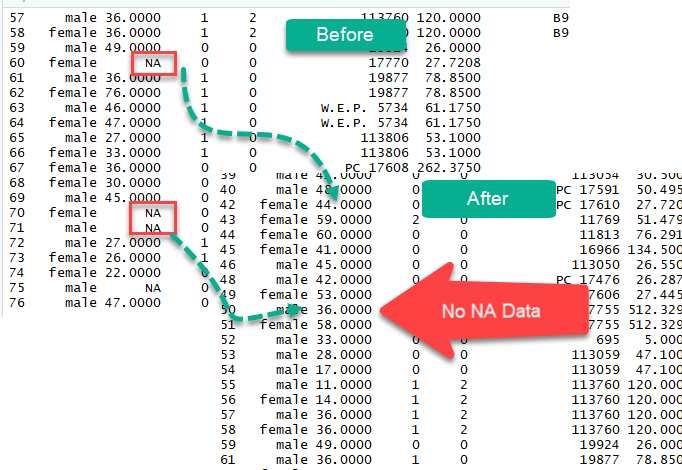 57 male 36.0000 1 2 113760 120.0000 B9
58 female 36.0000 1 2 120.0000 B9
Before
59 male 49.0000 0 0 26.0000
60 male NA 0 0 17770 27.7208
61 male 36.0000 1 0 19877 78.8500
62 female 76.0000 1 0 19877 78.8500
63 male 46.0000 1 0 W.E.P. 5734 61.1750
64 female 47.0000 1 0 W.E.P. 5734 61.1750
65 male 27.0000 1 0 113806 53.1000
66 female 33.0000 1 0 113806 53.1000
67 female 36.0000 0 0 PC 17608 262.3750
68 female 30.0000
69 male 45.0000
70 female NA 0
71 male NA 0
72 male 27.0000 1
73 female 26.0000 1
74 female 22.0000 0
75 male NA 0
76 male 47.0000 0
39 male 0 0 113054 30.500
40 male 48.0000 0 0 PC 17591 50.495
After
42 female 44.0000 0 0 PC 17610 27.720
43 female 59.0000 2 0 11769 51.479
44 female 60.0000 0 0 11813 76.291
45 female 41.0000 0 0 16966 134.500
46 male 45.0000 0 0 113050 26.550
48 male 42.0000 0 0 PC 17476 26.287
49 female 53.0000 0 7606 27.445
No NA Data
50 male 36.0000 7755 512.329
51 female 58.0000 7755 512.329
52 male 33.0000 0 695 5.000
53 male 28.0000 0 0 113059 47.100
54 male 17.0000 0 0 113059 47.100
55 male 11.0000 1 2 113760 120.000
56 female 14.0000 1 2 113760 120.000
57 male 36.0000 1 2 113760 120.000
58 female 36.0000 1 2 113760 120.000
59 male 49.0000 0 0 19924 26.000
61 male 36.0000 1 0 19877 78.850